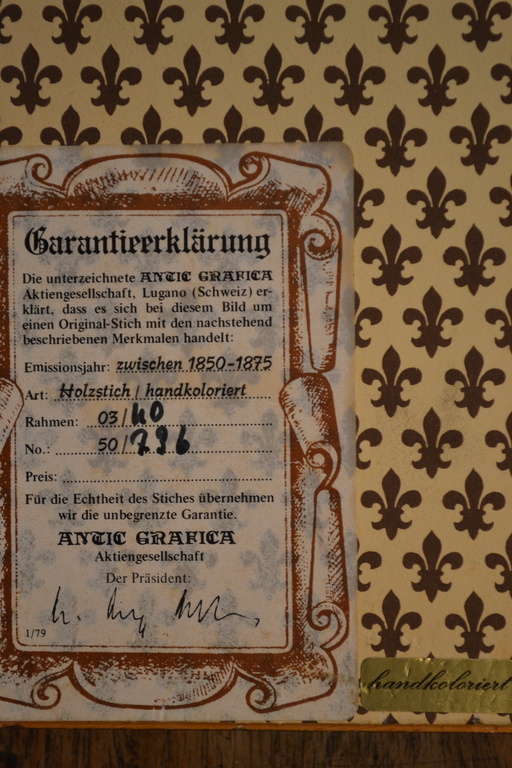 Garantieerklärung
Die unterzeichnete ANTIC GRAFICA
Aktiengesellschaft, Lugano (Schweiz) er-
klärt, dass es sich bei diesem Bild um
einen Original-Stich mit den nachstehend
beschriebenen Merkmalen handelt:
Emissionsjahr: zwischen 1850-1875
Art: Holzstich / handkoloriert
Rahmen: 03/40
No.: 50/796
Preis:
Für die Echtheit des Stiches übernehmen
wir die unbegrenzte Garantie.
ANTIC GRAFICA
Aktiengesellschaft
Der Präsident:
1/79
handkoloriert